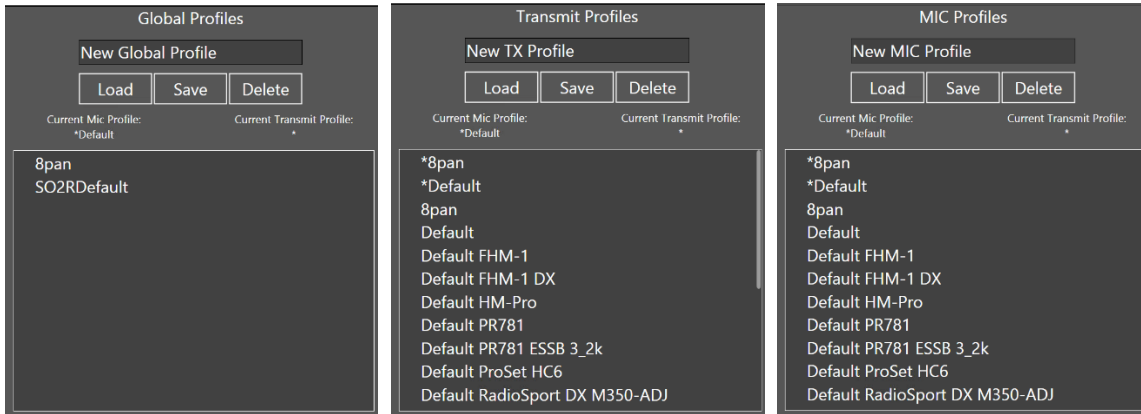 Global Profiles
New Global Profile
Load Save Delete
Current Mic Profile: Current Transmit Profile:
*Default
8pan
SO2RDefault
Transmit Profiles
New TX Profile
Load Save Delete
Current Mic Profile: Current Transmit Profile:
*Default *
*8pan
*Default
8pan
Default
Default FHM-1
Default FHM-1 DX
Default HM-Pro
Default PR781
Default PR781 ESSB 3_2k
Default ProSet HC6
Default RadioSport DX M350-ADJ
MIC Profiles
New MIC Profile
Load Save Delete
Current Mic Profile: Current Transmit Profile:
*Default *
*8pan
*Default
8pan
Default
Default FHM-1
Default FHM-1 DX
Default HM-Pro
Default PR781
Default PR781 ESSB 3_2k
Default ProSet HC6
Default RadioSport DX M350-ADJ